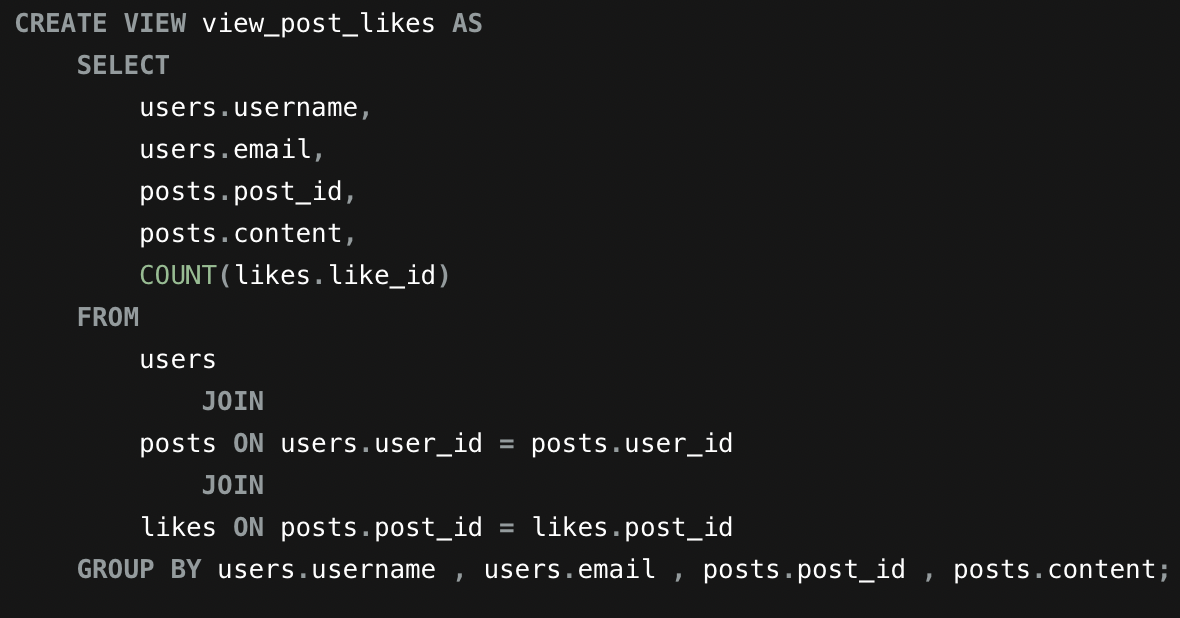 CREATE VIEW view_post_likes AS
    SELECT
        users.username,
        users.email,
        posts.post_id,
        posts.content,
        COUNT(likes.like_id)
    FROM
        users
            JOIN
        posts ON users.user_id = posts.user_id
            JOIN
        likes ON posts.post_id = likes.post_id
    GROUP BY users.username , users.email , posts.post_id , posts.content;